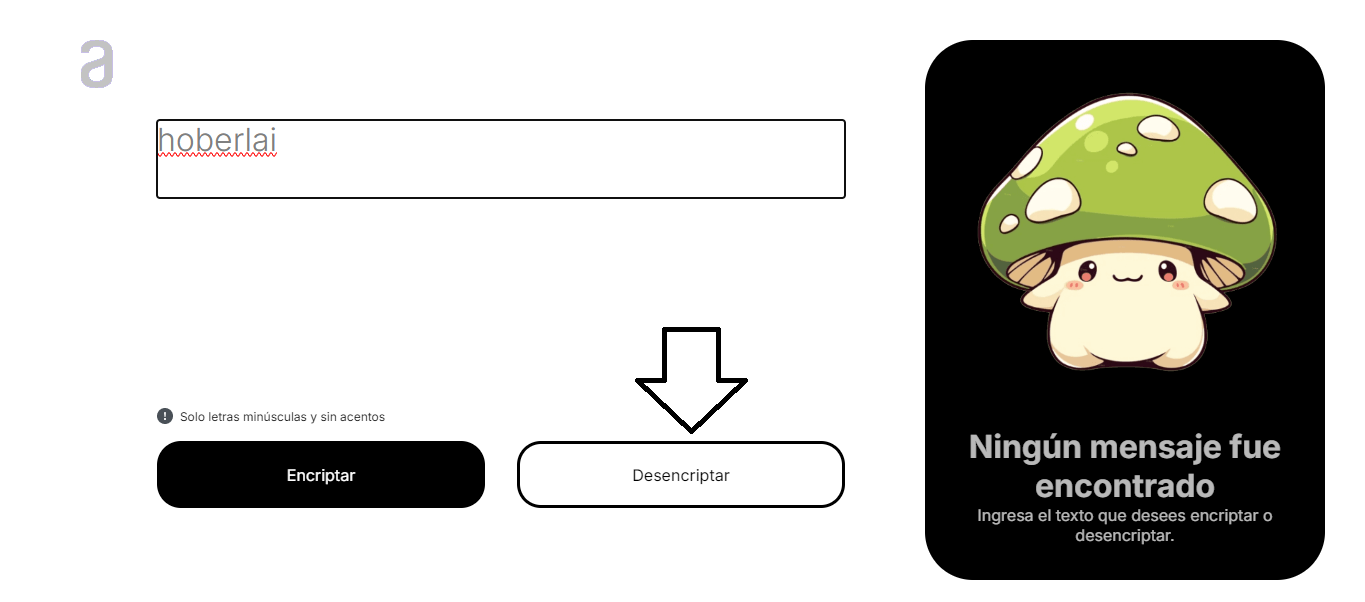 a
hoberlai
Solo letras minúsculas y sin acentos
Encriptar
Desencriptar
Ningún mensaje fue
encontrado
Ingresa el texto que desees encriptar o
desencriptar.